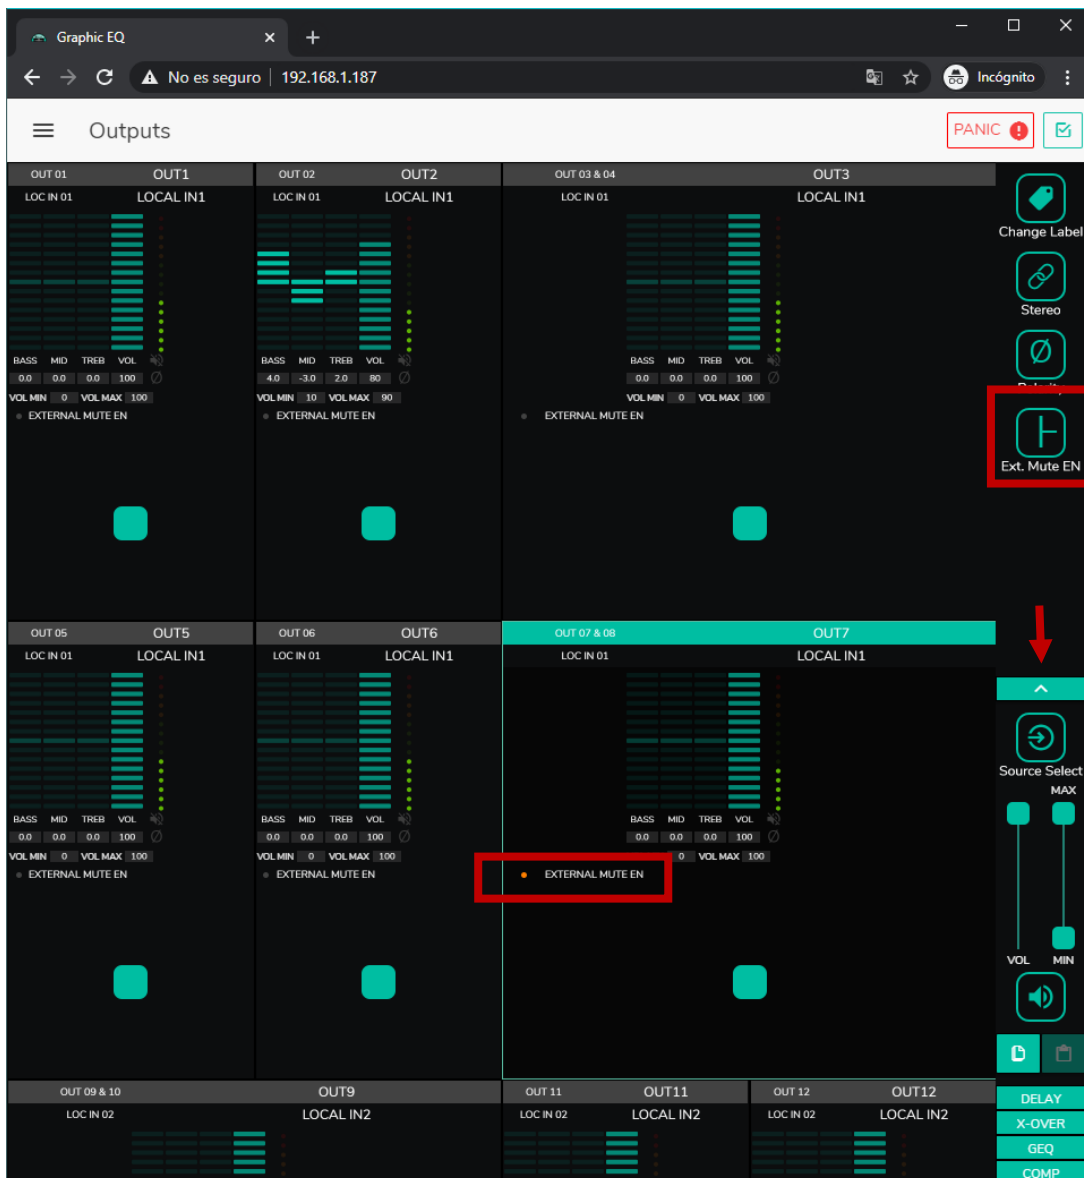 Graphic EQ
No es seguro 192.168.1.187 Incógnito
Outputs PANIC
OUT 01 OUT1 OUT 02 OUT2 OUT 03 & 04 OUT3
LOC IN 01 LOCAL IN1 LOC IN 01 LOCAL IN1 LOC IN 01 LOCAL IN1
Change Label
Stereo
BASS MID TREB VOL BASS MID TREB VOL BASS MID TREB VOL
0.0 0.0 0.0 100 4.0 -3.0 2.0 80 0.0 0.0 0.0 100
VOL MIN 0 VOL MAX 100 VOL MIN 10 VOL MAX 90 VOL MIN 0 VOL MAX 100
EXTERNAL MUTE EN EXTERNAL MUTE EN EXTERNAL MUTE EN
Ext. Mute EN
OUT 05 OUT5 OUT 06 OUT6 OUT 07 & 08 OUT7
LOC IN 01 LOCAL IN1 LOC IN 01 LOCAL IN1 LOC IN 01 LOCAL IN1
Source Select
MAX
BASS MID TREB VOL BASS MID TREB VOL BASS MID TREB VOL
0.0 0.0 0.0 100 0.0 0.0 0.0 100 0.0 0.0 0.0 100
VOL MIN 0 VOL MAX 100 VOL MIN 0 VOL MAX 100 0 VOL MAX 100
EXTERNAL MUTE EN EXTERNAL MUTE EN EXTERNAL MUTE EN
VOL MIN
OUT 09 & 10 OUT9 OUT 11 OUT11 OUT 12 OUT12
LOC IN 02 LOCAL IN2 LOC IN 02 LOCAL IN2 LOC IN 02 LOCAL IN2
DELAY
X-OVER
GEQ
COMP